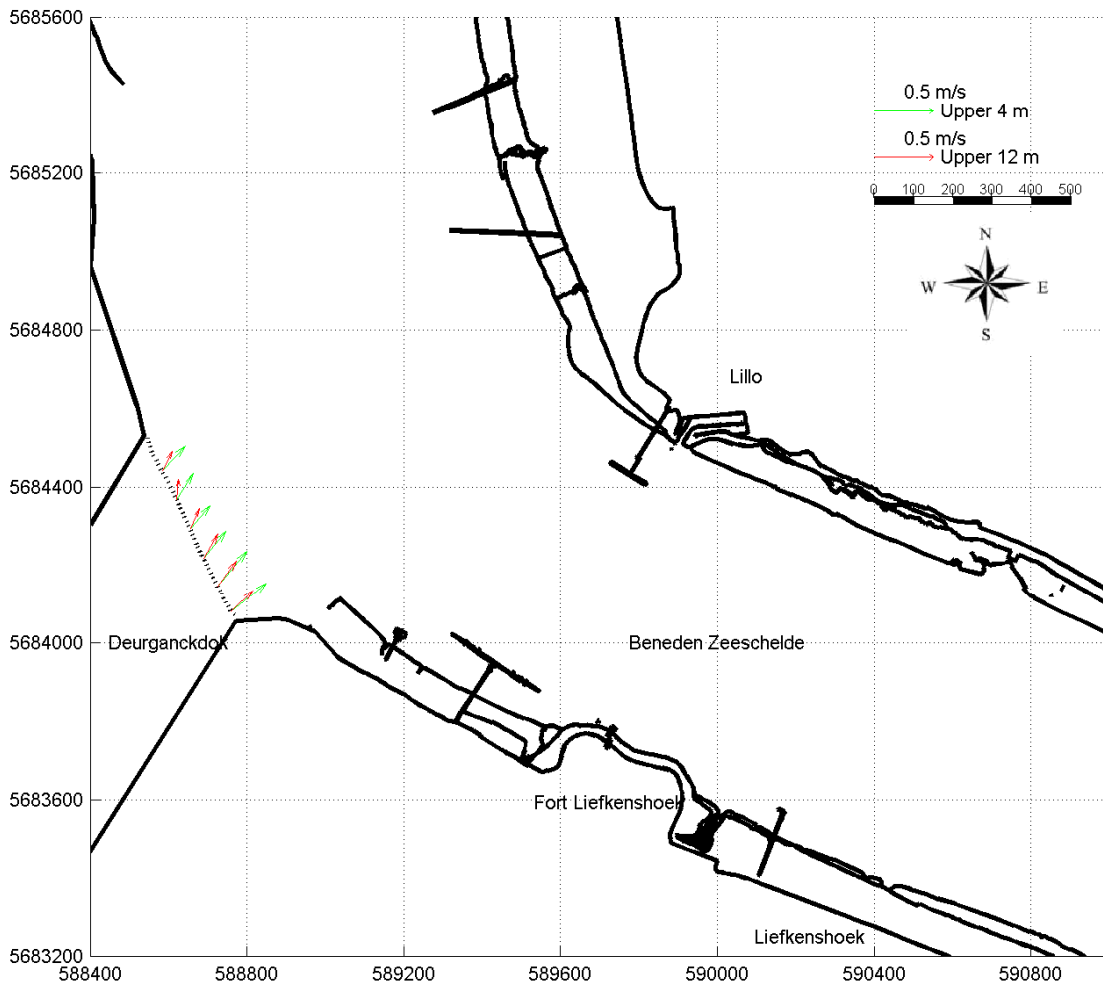 5685600
0.5 m/s
Upper 4 m
0.5 m/s
Upper 12 m
5685200
0 100 200 300 400 500
N
W E
S
5684800
Lillo
5684400
5684000
Deurganckdok
Beneden Zeeschelde
5683600
Fort Liefkenshoek
Liefkenshoek
5683200
588400 588800 589200 589600 590000 590400 590800